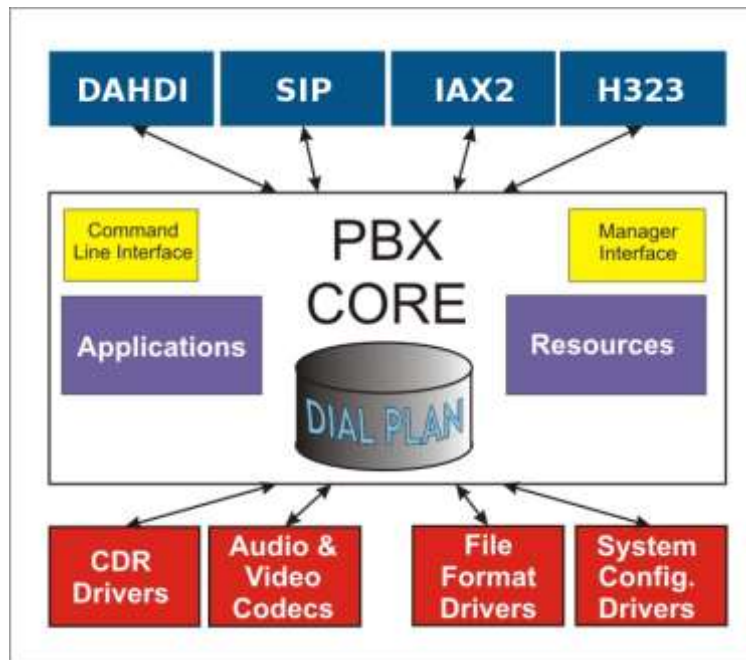 DAHDI
SIP
IAX2
H323
Command
Line Interface
PBX
CORE
Manager
Interface
Applications
Resources
DIAL PLAN
CDR
Drivers
Audio &
Video
Codecs
File
Format
Drivers
System
Config.
Drivers